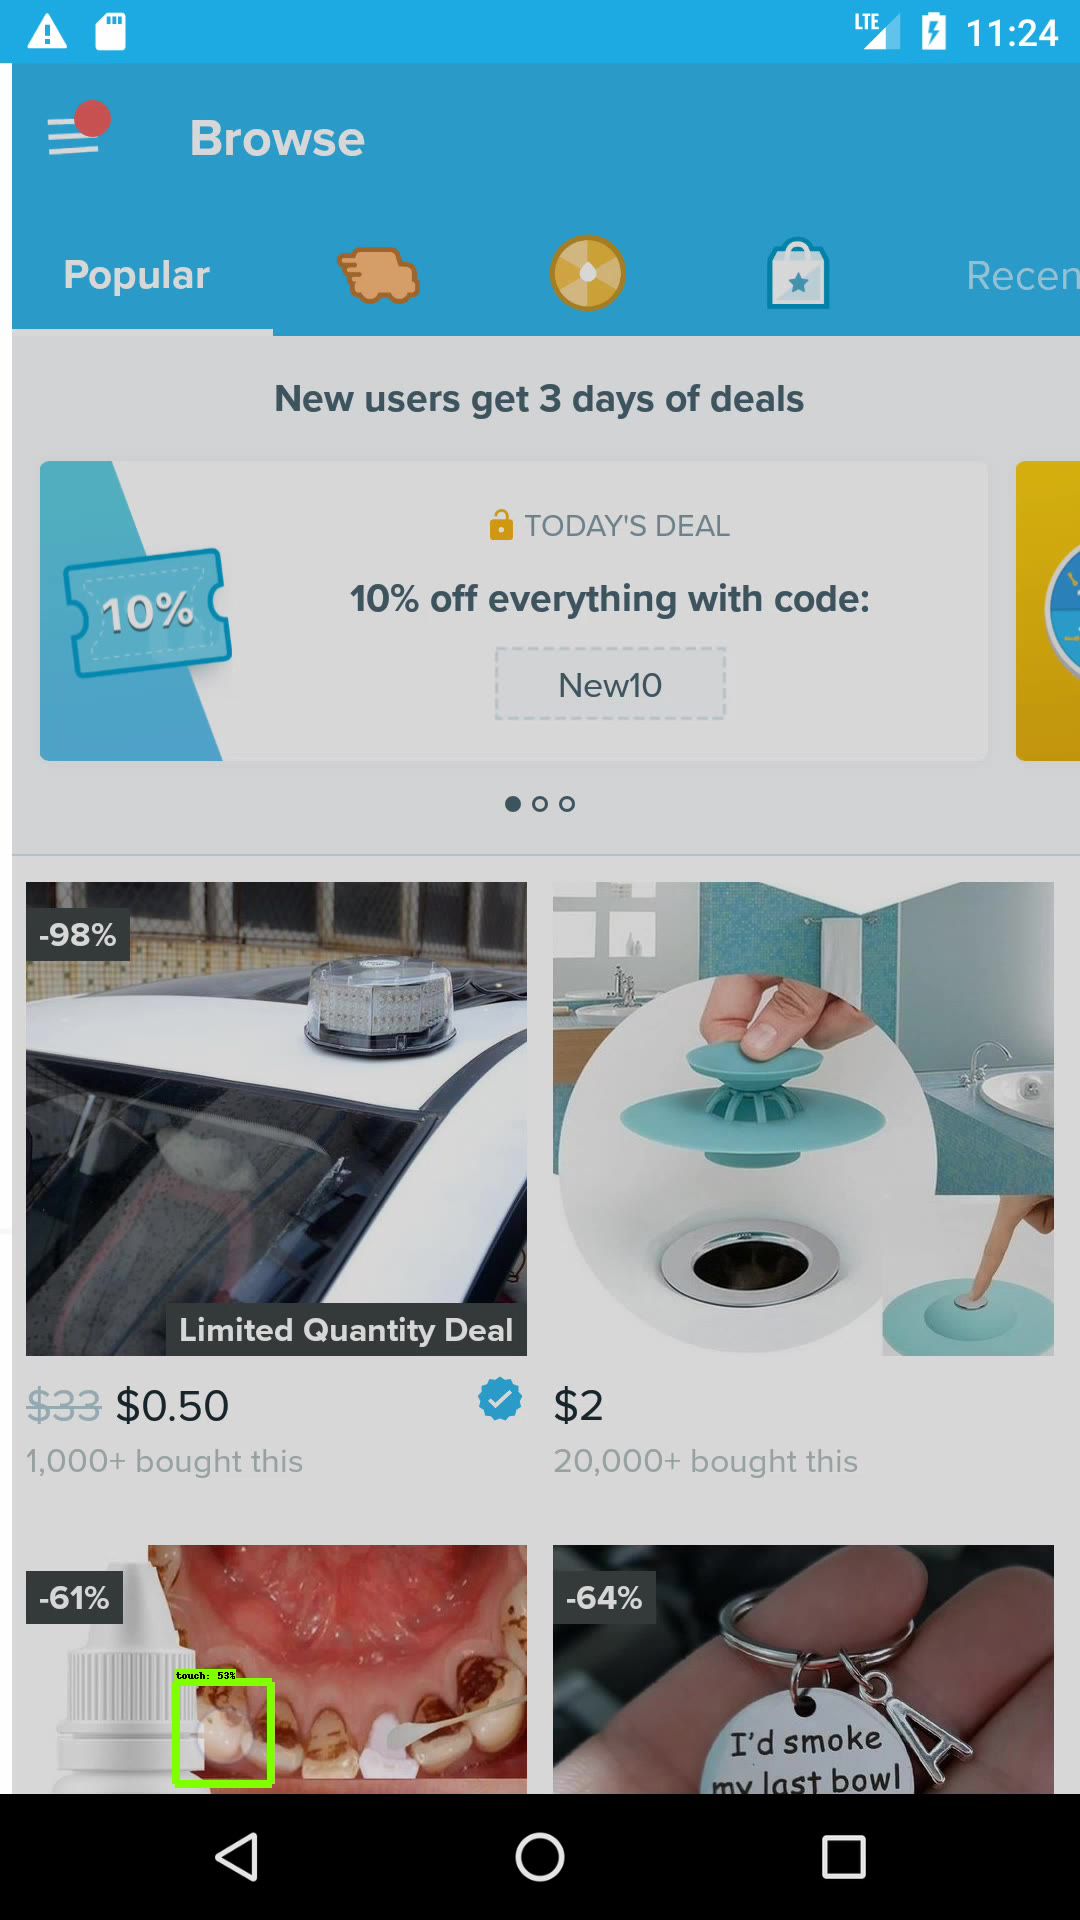 LTE 11:24
Browse
Popular
Recen
New users get 3 days of deals
TODAY'S DEAL
10%
10% off everything with code:
New10
-98%
Limited Quantity Deal
$33 $0.50
$2
1,000+ bought this
20,000+ bought this
-61%
-64%
touch: 53%
I'd smoke
my last bowl